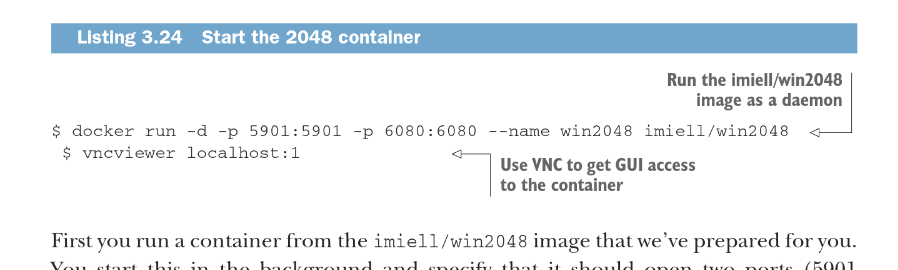 Listing 3.24 Start the 2048 container
Run the imiell/win2048
image as a daemon
$ docker run -d -p 5901:5901 -p 6080:6080 --name win2048 imiell/win2048
$ vncviewer localhost:1
Use VNC to get GUI access
to the container
First you run a container from the imiell/win2048 image that we've prepared for you.
You start this in the background and specify that it should open two ports (5901